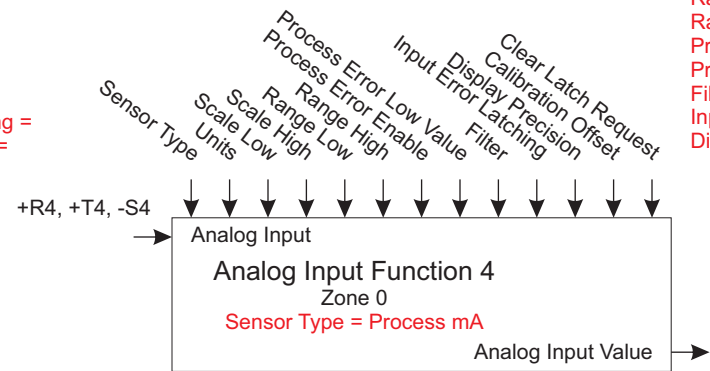 Sensor Type
Units
Scale Low
Scale High
Range Low
Range High
Process Error Enable
Process Error Low Value
Filter
Input Error Latching
Display Precision
Calibration Offset
Clear Latch Request
+R4, +T4, -S4
Analog Input
Analog Input Function 4
Zone 0
Sensor Type = Process mA
Analog Input Value